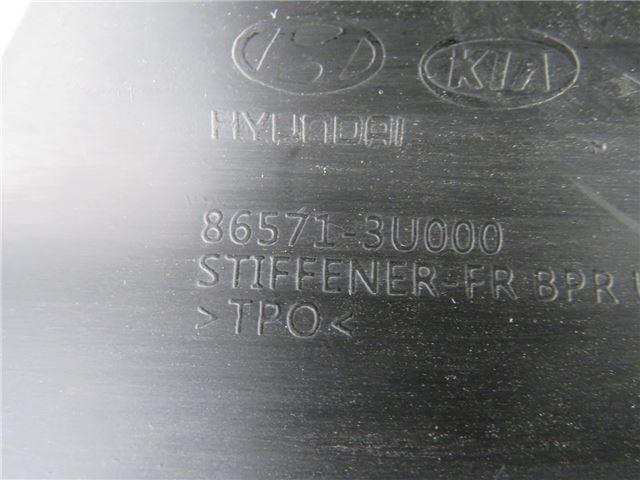 KIA
HYUNDAI
86571-3U000
STIFFENER-FR BPR
>TPO<